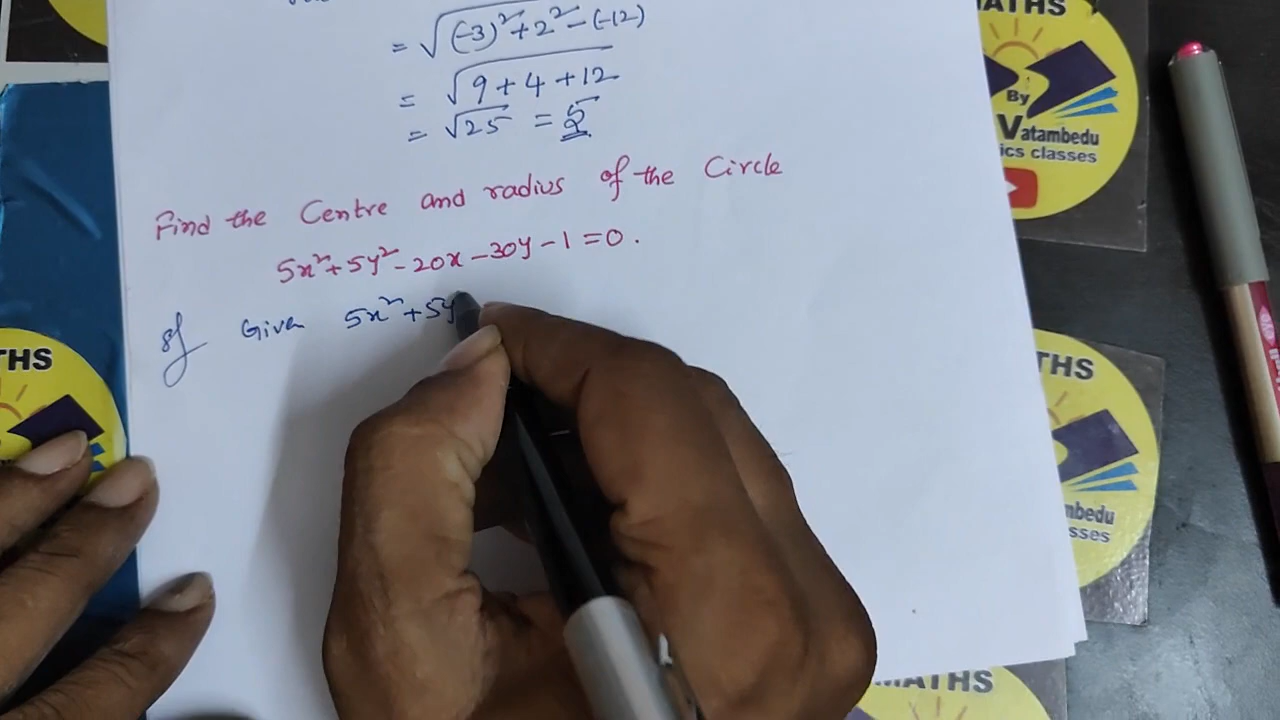 = √(-3)²+2²-(-12)
= √9+4+12
= √25 = 5
Find the Centre and radius of the Circle
5x²+5y²-20x-30y-1=0.
Given 5x²+5y
MATHS
By
Vatambedu
ics classes
THS
THS
mbedu
sses
MATHS